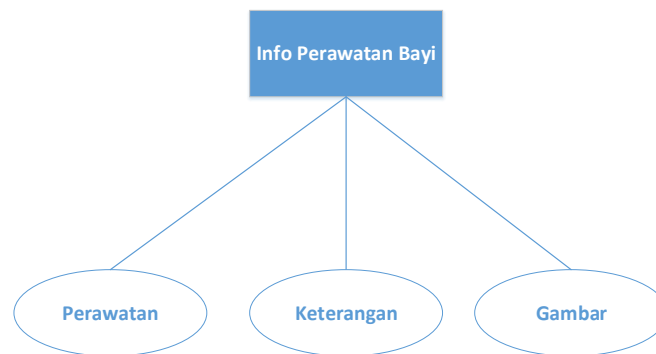 Info Perawatan Bayi
Perawatan
Keterangan
Gambar